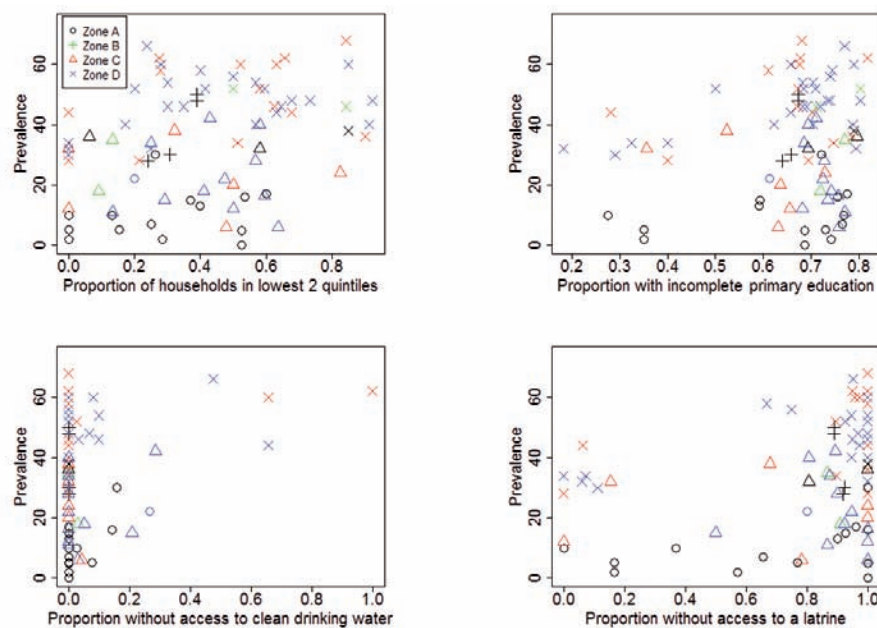 Zone A
Zone B
Zone C
Zone D
Prevalence
0 20 40 60
0.0 0.2 0.4 0.6 0.8
Proportion of households in lowest 2 quintiles
Prevalence
0 20 40 60
0.2 0.3 0.4 0.5 0.6 0.7 0.8
Proportion with incomplete primary education
Prevalence
0 20 40 60
0.0 0.2 0.4 0.6 0.8 1.0
Proportion without access to clean drinking water
Prevalence
0 20 40 60
0.0 0.2 0.4 0.6 0.8 1.0
Proportion without access to a latrine